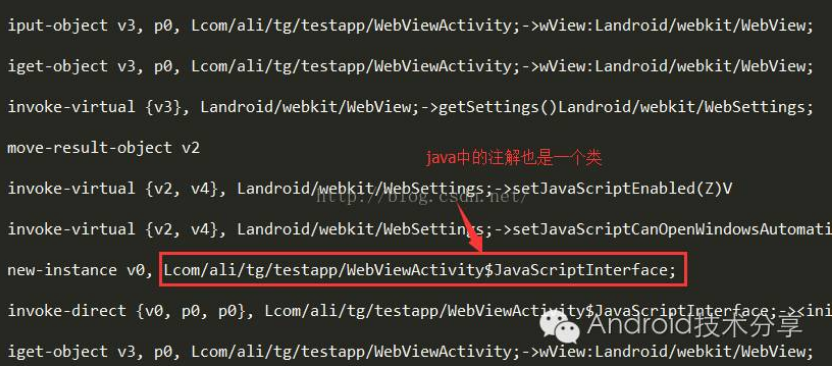 iput-object v3, p0, Lcom/ali/tg/testapp/WebViewActivity;->wView:Landroid/webkit/WebView;
iget-object v3, p0, Lcom/ali/tg/testapp/WebViewActivity;->wView:Landroid/webkit/WebView;
invoke-virtual {v3}, Landroid/webkit/WebView;->getSettings()Landroid/webkit/WebSettings;
move-result-object v2
java中的注解也是一个类
invoke-virtual {v2, v4}, Landroid/webkit/WebSettings;->setJavaScriptEnabled(Z)V
http://blog.csdn.net/
invoke-virtual {v2, v4}, Landroid/webkit/WebSettings;->setJavaScriptCanOpenWindowsAutomati
new-instance v0, Lcom/ali/tg/testapp/WebViewActivity$JavaScriptInterface;
invoke-direct {v0, p0, p0}, Lcom/ali/tg/testapp/WebViewActivity$JavaScriptInterface;-><ini
Android技术分享
iget-object v3, p0, Lcom/ali/tg/testapp/WebViewActivity;->wView:Landroid/webkit/WebView;